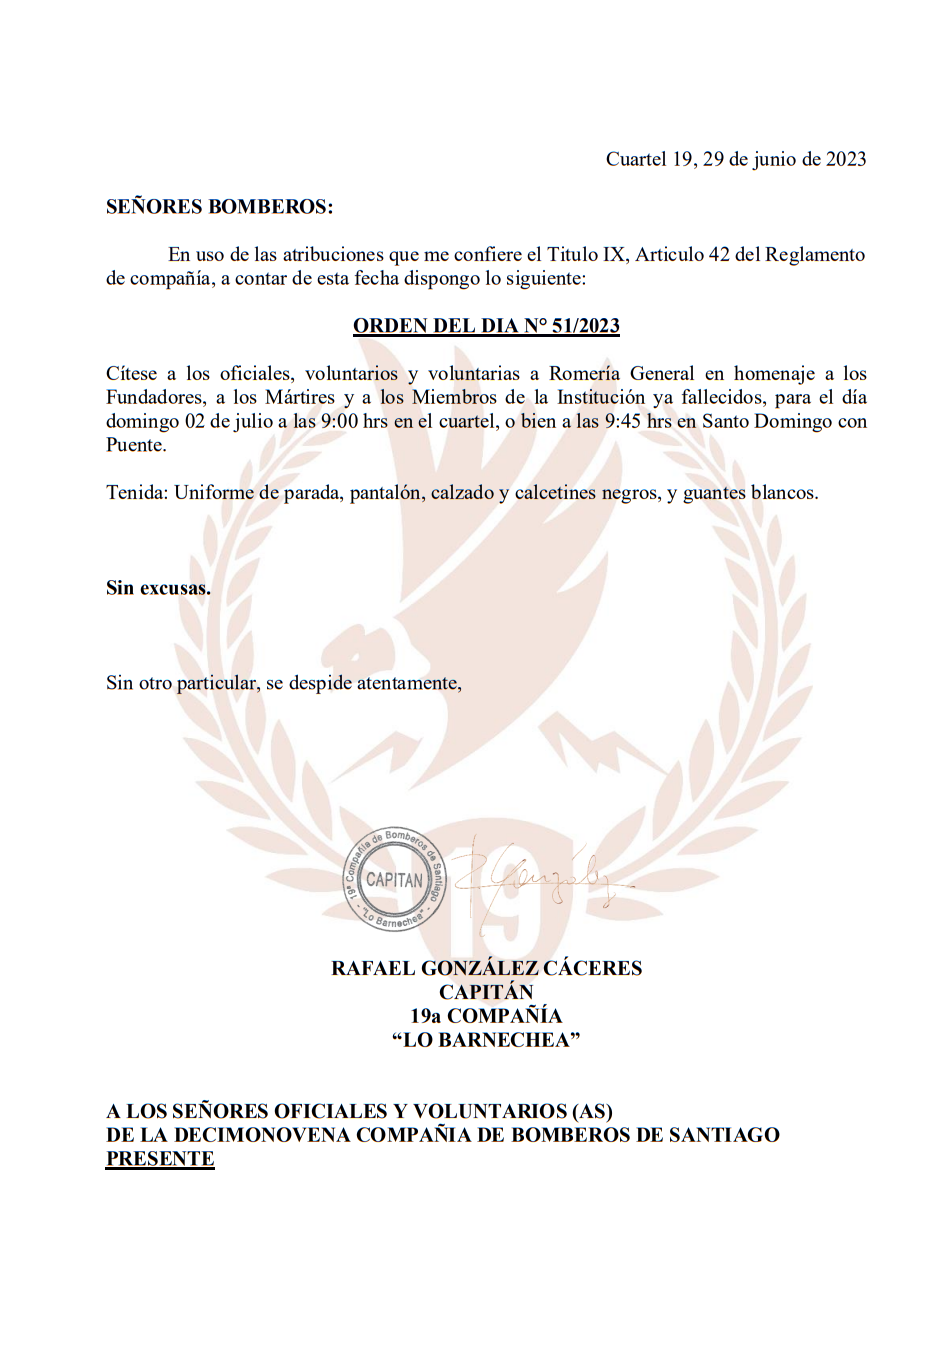 Cuartel 19, 29 de junio de 2023
SEÑORES BOMBEROS:
En uso de las atribuciones que me confiere el Titulo IX, Articulo 42 del Reglamento
de compañía, a contar de esta fecha dispongo lo siguiente:
ORDEN DEL DIA N° 51/2023
Cítese a los oficiales, voluntarios y voluntarias a Romería General en homenaje a los
Fundadores, a los Mártires y a los Miembros de la Institución ya fallecidos, para el día
domingo 02 de julio a las 9:00 hrs en el cuartel, o bien a las 9:45 hrs en Santo Domingo con
Puente.
Tenida: Uniforme de parada, pantalón, calzado y calcetines negros, y guantes blancos.
Sin excusas.
Sin otro particular, se despide atentamente,
19ª Compañía de Bomberos de Santiago
CAPITAN
- "Lo Barnechea" -
R González
19
RAFAEL GONZÁLEZ CÁCERES
CAPITÁN
19a COMPAÑÍA
“LO BARNECHEA”
A LOS SEÑORES OFICIALES Y VOLUNTARIOS (AS)
DE LA DECIMONOVENA COMPAÑIA DE BOMBEROS DE SANTIAGO
PRESENTE